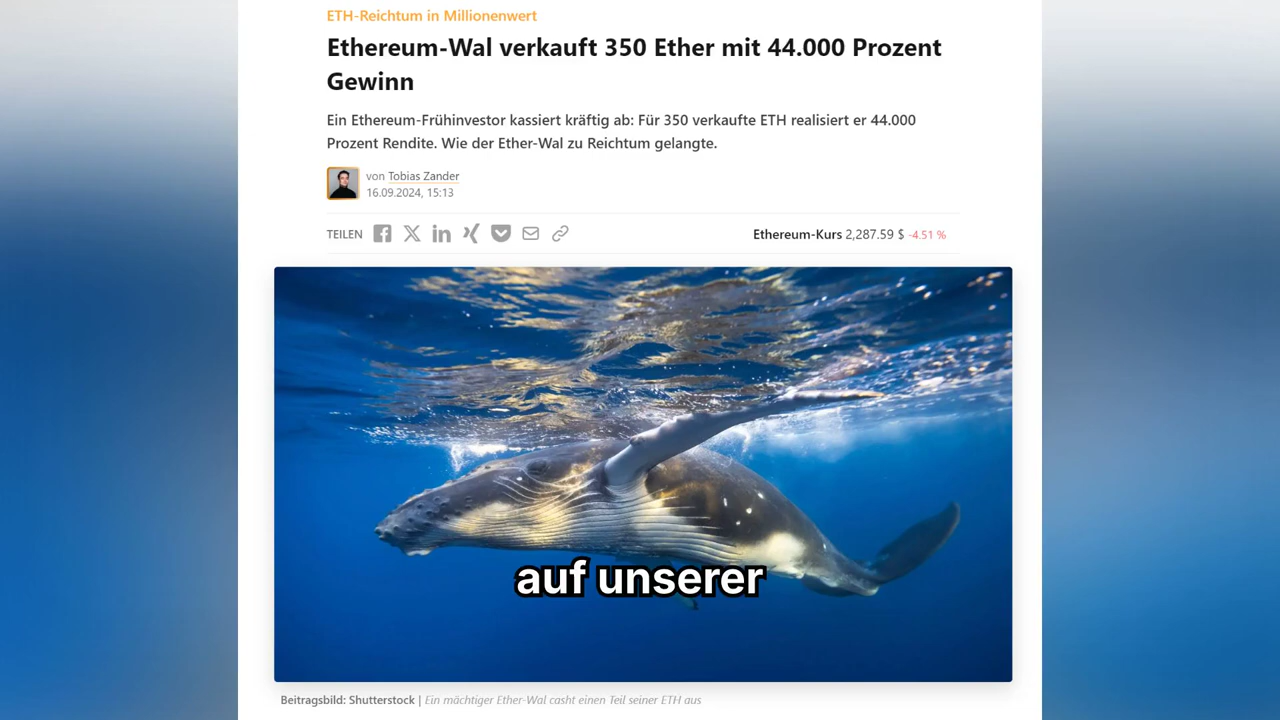 ETH-Reichtum in Millionenwert
Ethereum-Wal verkauft 350 Ether mit 44.000 Prozent
Gewinn
Ein Ethereum-Frühinvestor kassiert kräftig ab: Für 350 verkaufte ETH realisiert er 44.000
Prozent Rendite. Wie der Ether-Wal zu Reichtum gelangte.
von Tobias Zander
16.09.2024, 15:13
TEILEN
Ethereum-Kurs 2,287.59 $ -4.51 %
auf unserer
Beitragsbild: Shutterstock | Ein mächtiger Ether-Wal casht einen Teil seiner ETH aus